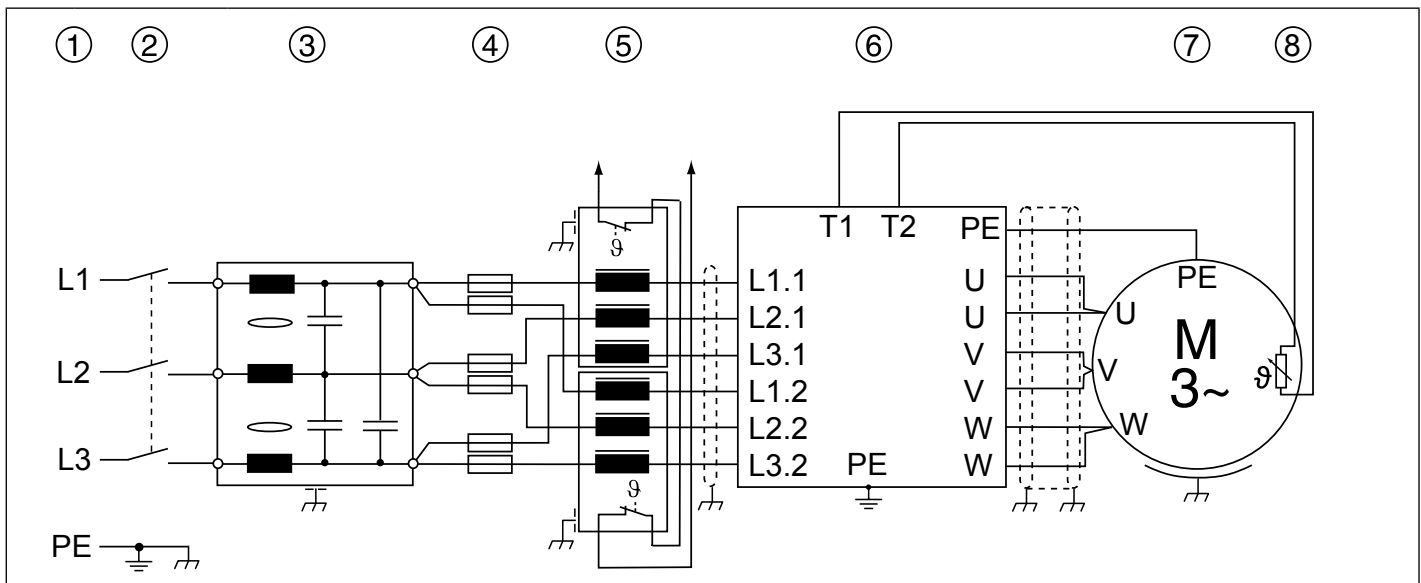 ① ② ③ ④ ⑤ ⑥ ⑦ ⑧
T1 T2
PE
ϑ
PE
L1
L1.1
U
U
L2.1
U
M
L3.1
V
V
L2
3~
ϑ
L1.2
V
L2.2
W
W
L3
L3.2
PE
W
ϑ
PE